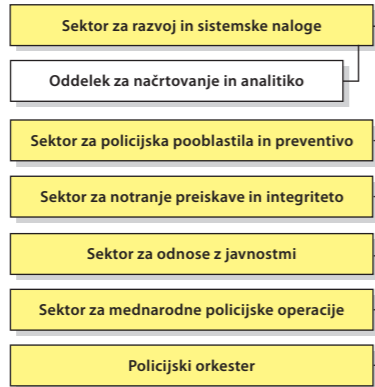 Sektor za razvoj in sistemske naloge
Oddelek za načrtovanje in analitiko
Sektor za policijska pooblastila in preventivo
Sektor za notranje preiskave in integriteto
Sektor za odnose z javnostmi
Sektor za mednarodne policijske operacije
Policijski orkester